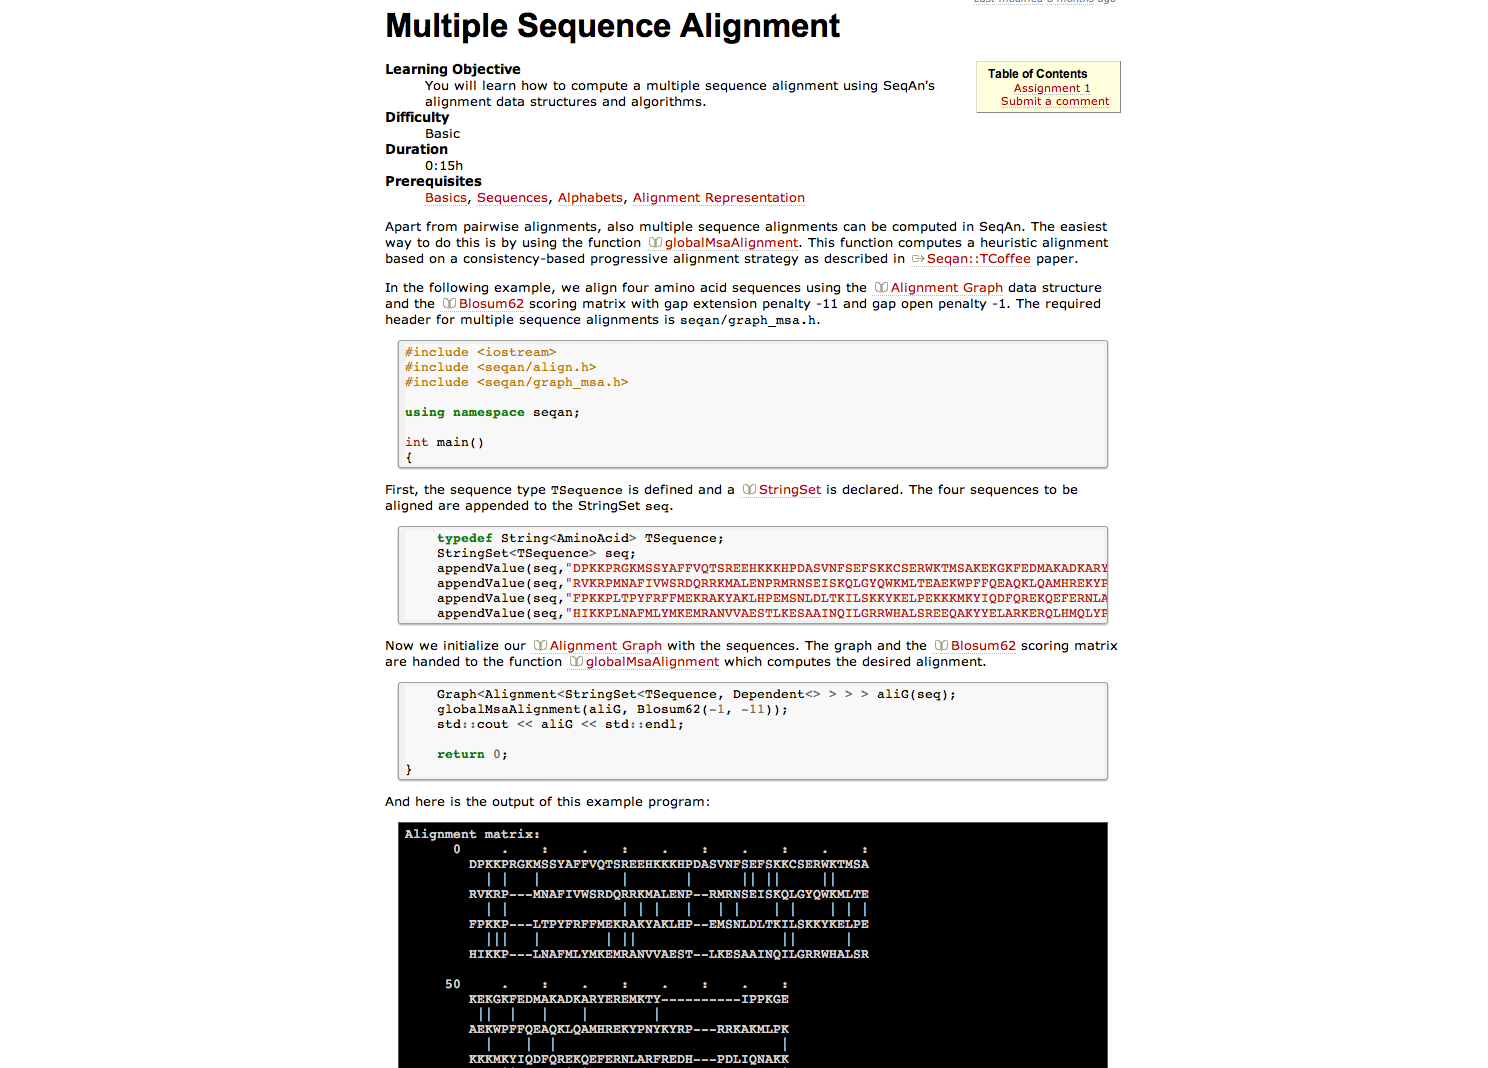 Last modified 8 months ago
Multiple Sequence Alignment
Learning Objective
You will learn how to compute a multiple sequence alignment using SeqAn's
alignment data structures and algorithms.
Difficulty
Basic
Duration
0:15h
Prerequisites
Basics, Sequences, Alphabets, Alignment Representation
Table of Contents
Assignment 1
Submit a comment
Apart from pairwise alignments, also multiple sequence alignments can be computed in SeqAn. The easiest
way to do this is by using the function globalMsaAlignment. This function computes a heuristic alignment
based on a consistency-based progressive alignment strategy as described in Seqan::TCoffee paper.
In the following example, we align four amino acid sequences using the Alignment Graph data structure
and the Blosum62 scoring matrix with gap extension penalty -11 and gap open penalty -1. The required
header for multiple sequence alignments is seqan/graph_msa.h.
#include <iostream>
#include <seqan/align.h>
#include <seqan/graph_msa.h>
using namespace seqan;
int main()
{
First, the sequence type TSequence is defined and a StringSet is declared. The four sequences to be
aligned are appended to the StringSet seq.
typedef String<AminoAcid> TSequence;
StringSet<TSequence> seq;
appendValue(seq,"DPKKPRGKMSSYAFFVQTSREEHKKKHPDASVNFSEFSKKCSERWKTMSAKEKGKFEDMAKADKARY
appendValue(seq,"RVKRPMNAFIVWSRDQRRKMALENPRMRNSEISKQLGYQWKMLTEAEKWPFFQEAQKLQAMHREKYP
appendValue(seq,"FPKKPLTPYFRFFMEKRAKYAKLHPEMSNLDLTKILSKKYKELPEKKKMKYIQDFQREKQEFERNLA
appendValue(seq,"HIKKPLNAFMLYMKEMRANVVAESTLKESAAINQILGRRWHALSREEQAKYYELARKERQLHMQLYP
Now we initialize our Alignment Graph with the sequences. The graph and the Blosum62 scoring matrix
are handed to the function globalMsaAlignment which computes the desired alignment.
Graph<Alignment<StringSet<TSequence, Dependent<> > > > aliG(seq);
globalMsaAlignment(aliG, Blosum62(-1, -11));
std::cout << aliG << std::endl;
return 0;
}
And here is the output of this example program:
Alignment matrix:
0 . : . : . : . : . :
DPKKPRGKMSSYAFFVQTSREEHKKKHPDASVNFSEFSKKCSERWKTMSA
| | | | | || || ||
RVKRP---MNAFIVWSRDQRRKMALENP--RMRNSEISKQLGYQWKMLTE
| | | | | | | | | | | | |
FPKKP---LTPYFRFFMEKRAKYAKLHP--EMSNLDLTKILSKKYKELPE
||| | | || || |
HIKKP---LNAFMLYMKEMRANVVAEST--LKESAAINQILGRRWHALSR
50 . : . : . : . :
KEKGKFEDMAKADKARYEREMKTY----------IPPKGE
|| | | | |
AEKWPFFQEAQKLQAMHREKYPNYKYRP---RRKAKMLPK
| | | |
KKKMKYIQDFQREKQEFERNLARFREDH---PDLIQNAKK